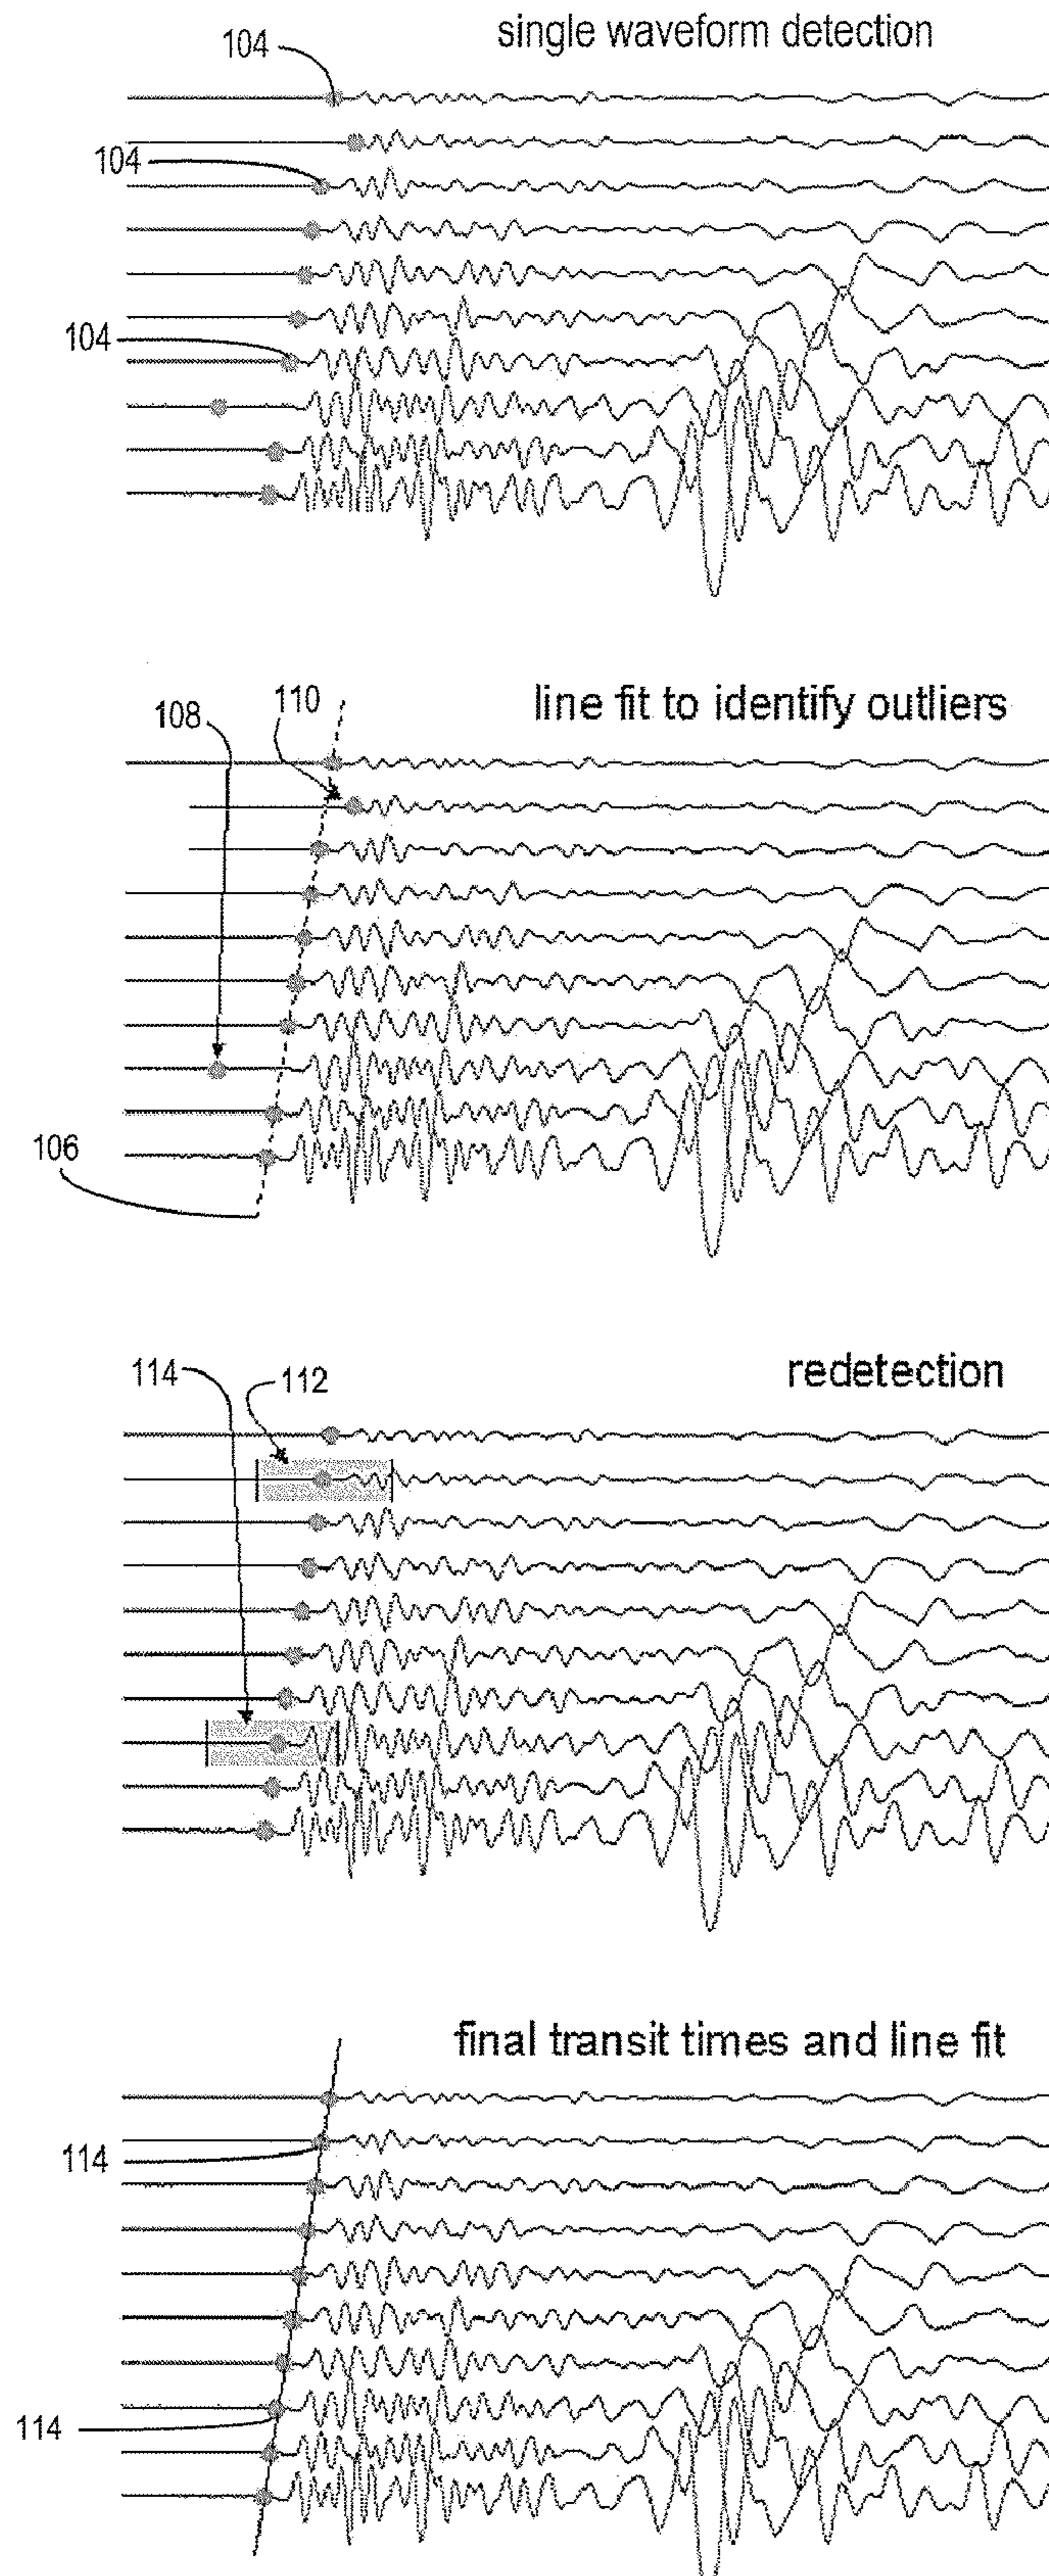 single waveform detection
104
104
104
line fit to identify outliers
110
108
106
redetection
114
112
final transit times and line fit
114
114